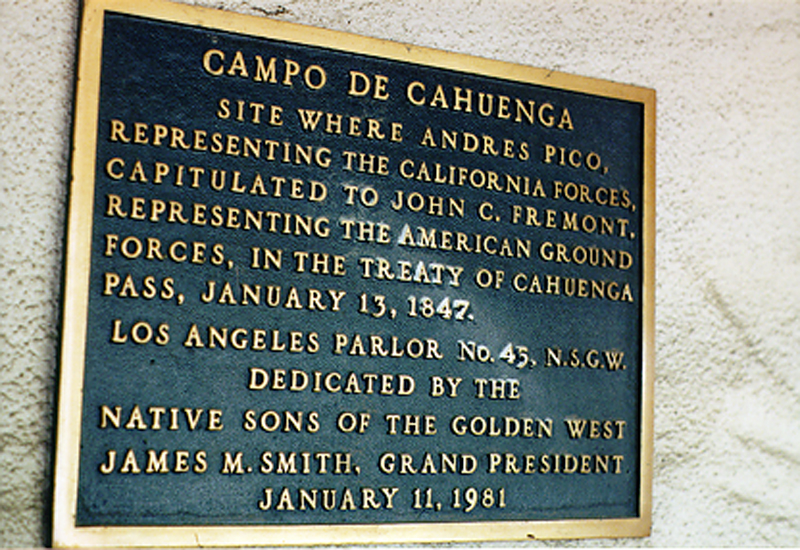 CAMPO DE CAHUENGA
SITE WHERE ANDRES PICO,
REPRESENTING THE CALIFORNIA FORCES,
CAPITULATED TO JOHN C. FREMONT,
REPRESENTING THE AMERICAN GROUND
FORCES, IN THE TREATY OF CAHUENGA
PASS, JANUARY 13, 1847.
LOS ANGELES PARLOR No. 45, N.S.G.W.
DEDICATED BY THE
NATIVE SONS OF THE GOLDEN WEST
JAMES M. SMITH, GRAND PRESIDENT
JANUARY 11, 1981